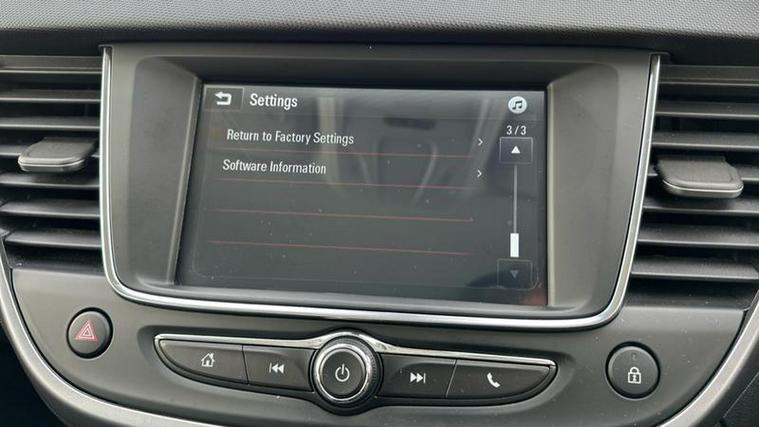 Settings
3/3
Return to Factory Settings
Software Information